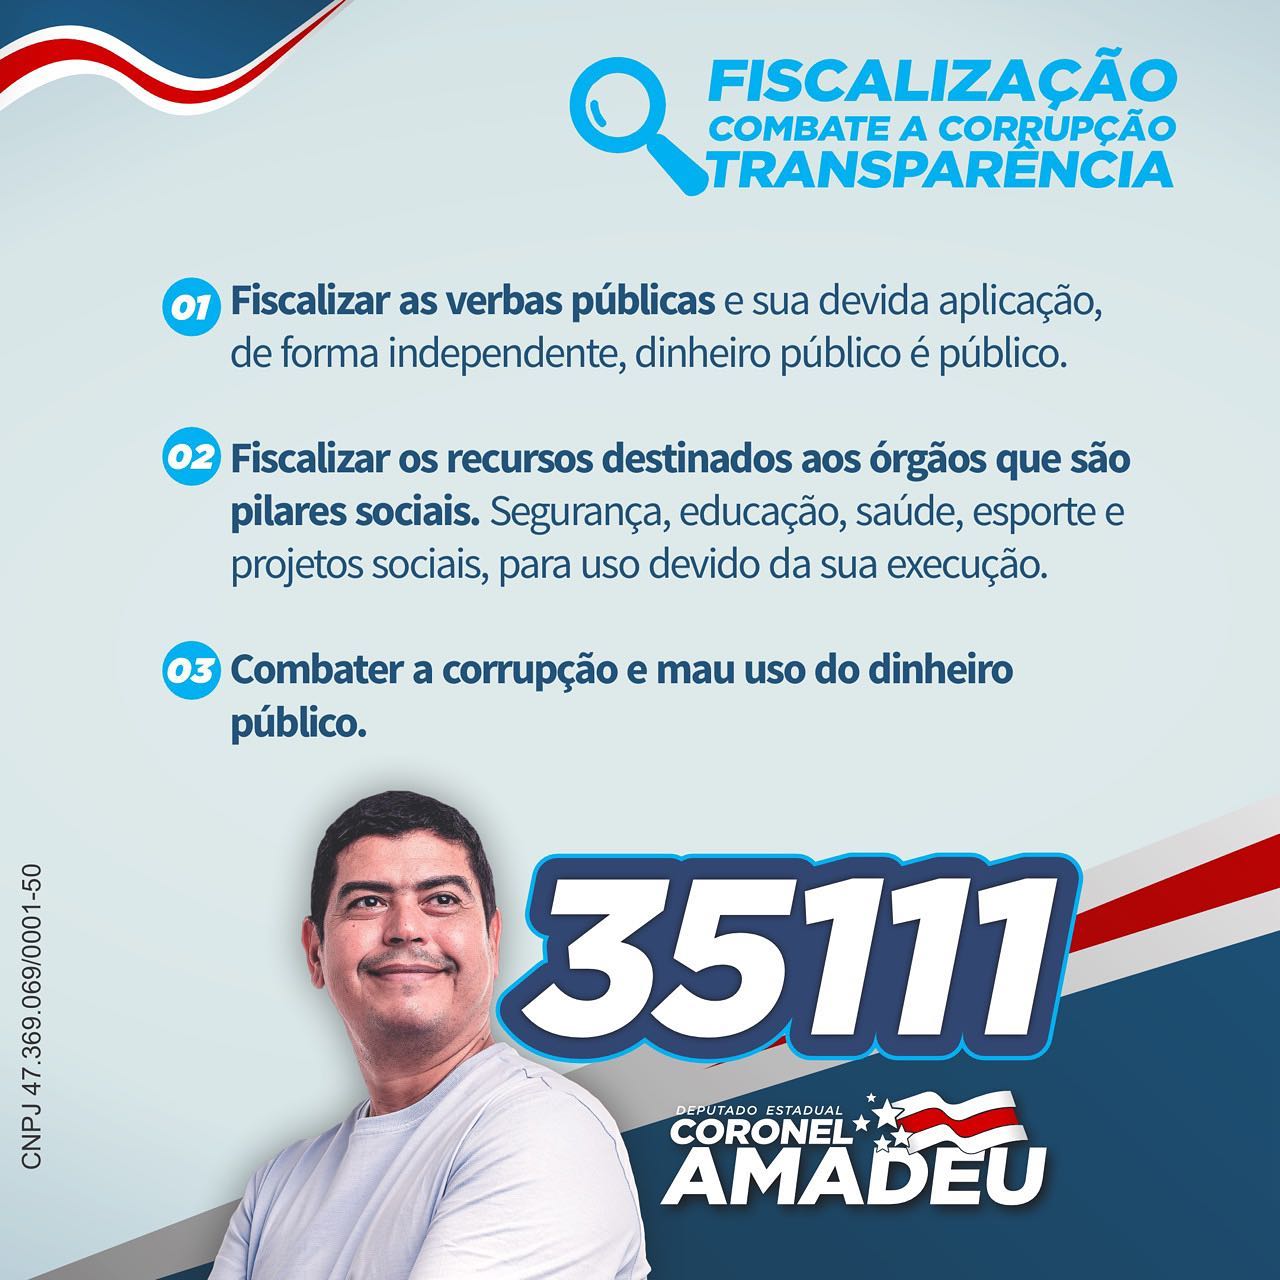 FISCALIZAÇÃO
COMBATE A CORRUPÇÃO
TRANSPARÊNCIA
01 Fiscalizar as verbas públicas e sua devida aplicação,
de forma independente, dinheiro público é público.
02 Fiscalizar os recursos destinados aos órgãos que são
pilares sociais. Segurança, educação, saúde, esporte e
projetos sociais, para uso devido da sua execução.
03 Combater a corrupção e mau uso do dinheiro
público.
35111
DEPUTADO ESTADUAL
CORONEL
AMADEU
CNPJ 47.369.069/0001-50